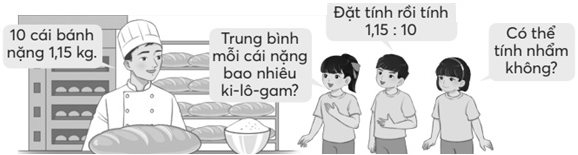 10 cái bánh
nặng 1,15 kg.
Trung bình
mỗi cái nặng
bao nhiêu
ki-lô-gam?
Đặt tính rồi tính
1,15 : 10
Có thể
tính nhẩm
không?